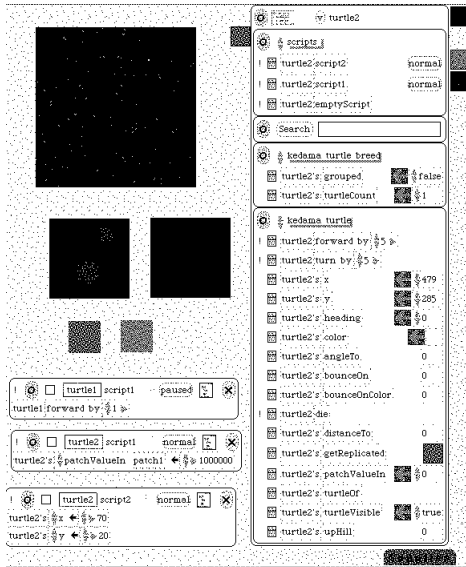 turtle2
scripts
! turtle2 script2 normal
! turtle2 script1 normal
! turtle2 emptyScript
Search:
kedama turtle breed
turtle2's grouped false
turtle2's turtleCount 1
kedama turtle
! turtle2 forward by 5
! turtle2 turn by 5
turtle2's x 479
turtle2's y 285
turtle2's heading 0
turtle2's color
turtle2's angleTo 0
turtle2's bounceOn 0
turtle2's bounceOnColor 0
! turtle2 die
turtle2's distanceTo 0
turtle2's getReplicated
turtle2's patchValueIn 0
turtle2's turtleOf
turtle2's turtleVisible true
turtle2's upHill 0
! turtle1 script1 paused
turtle1 forward by 1
! turtle2 script1 normal
turtle2's patchValueIn patch1 ← 1000000
! turtle2 script2 normal
turtle2's x ← 70
turtle2's y ← 20